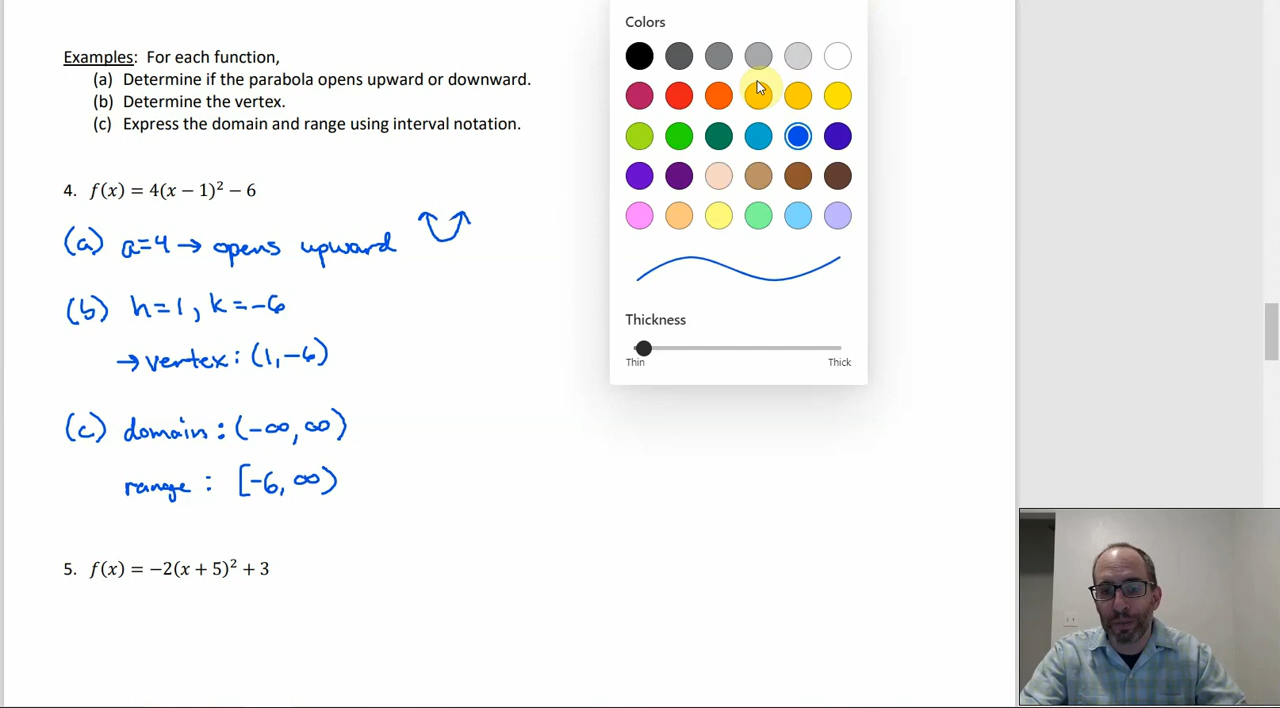 Examples: For each function,
(a) Determine if the parabola opens upward or downward.
(b) Determine the vertex.
(c) Express the domain and range using interval notation.
4. f(x) = 4(x − 1)² − 6
(a) a=4 → opens upward
(b) h=1, k=-6
→ vertex: (1,-6)
(c) domain: (-∞, ∞)
range: [-6, ∞)
5. f(x) = −2(x + 5)² + 3
Colors
Thickness
Thin Thick